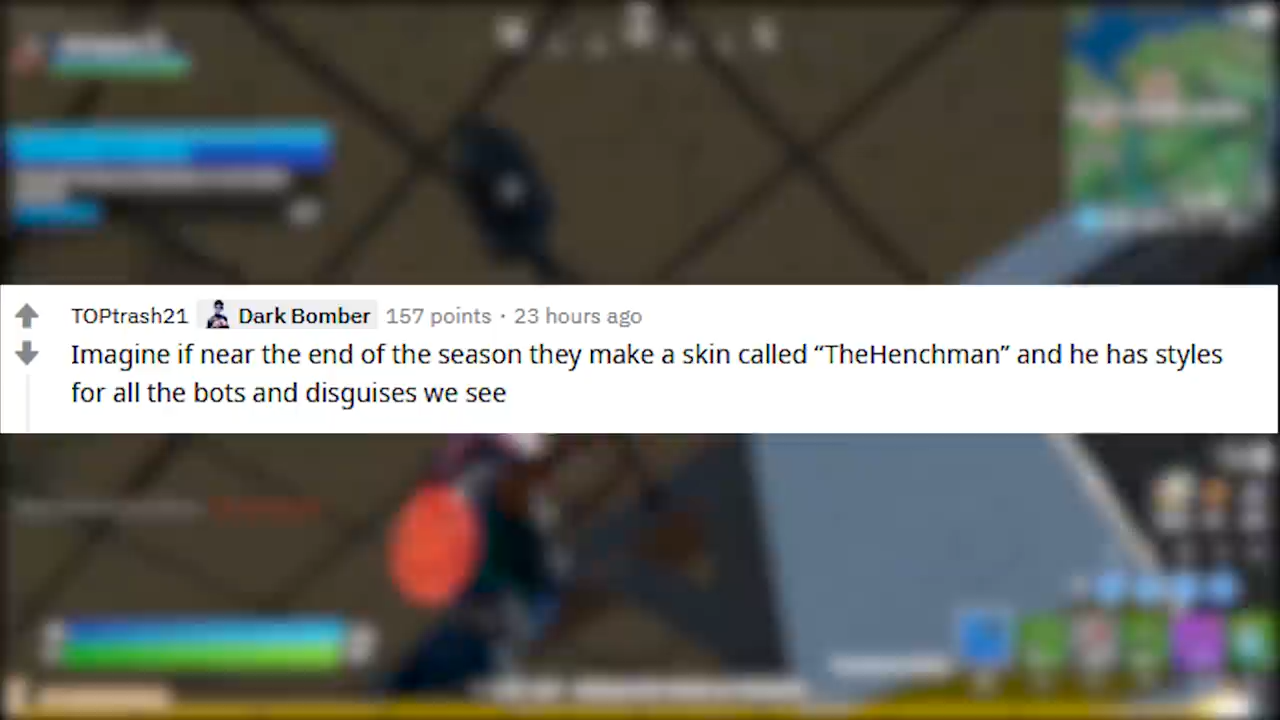 TOPtrash21 Dark Bomber 157 points · 23 hours ago
Imagine if near the end of the season they make a skin called “TheHenchman” and he has styles
for all the bots and disguises we see